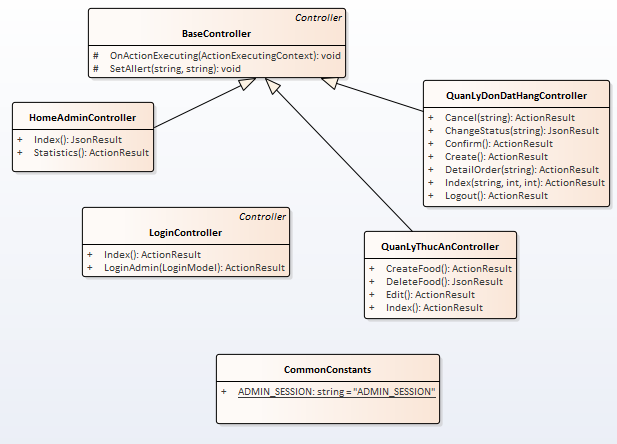 Controller
BaseController
# OnActionExecuting(ActionExecutingContext): void
# SetAllert(string, string): void
HomeAdminController
+ Index(): JsonResult
+ Statistics(): ActionResult
QuanLyDonDatHangController
+ Cancel(string): ActionResult
+ ChangeStatus(string): JsonResult
+ Confirm(): ActionResult
+ Create(): ActionResult
+ DetailOrder(string): ActionResult
+ Index(string, int, int): ActionResult
+ Logout(): ActionResult
Controller
LoginController
+ Index(): ActionResult
+ LoginAdmin(LoginModel): ActionResult
QuanLyThucAnController
+ CreateFood(): ActionResult
+ DeleteFood(): JsonResult
+ Edit(): ActionResult
+ Index(): ActionResult
CommonConstants
+ ADMIN_SESSION: string = "ADMIN_SESSION"